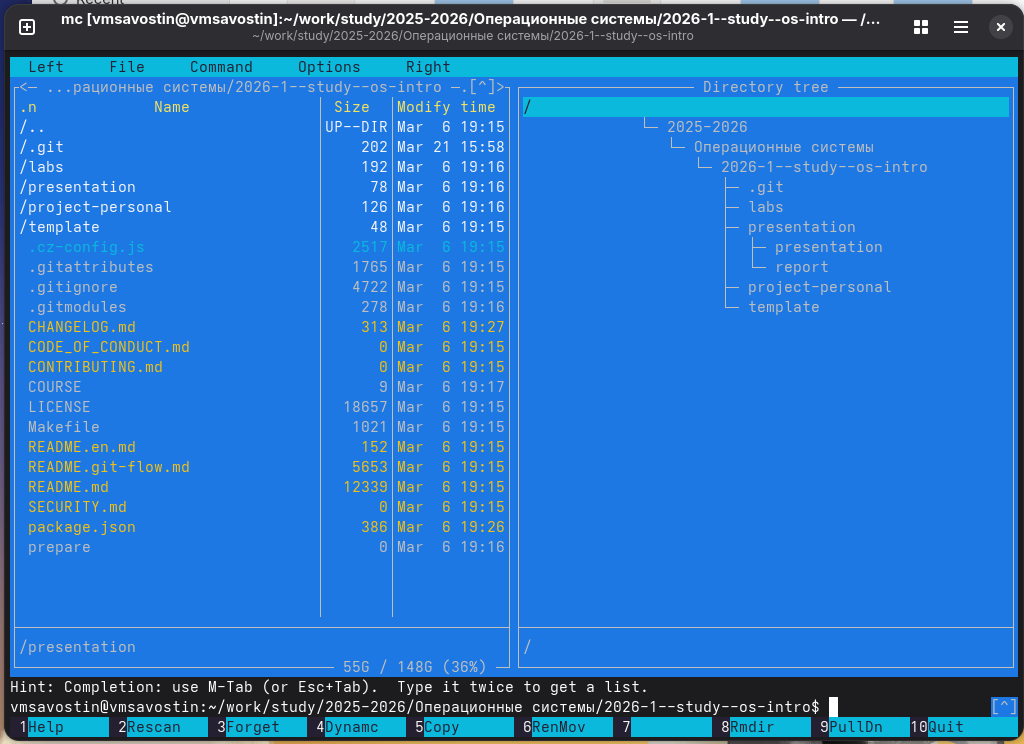 Recent
mc [vmsavostin@vmsavostin]:~/work/study/2025-2026/Операционные системы/2026-1--study--os-intro — /...
~/work/study/2025-2026/Операционные системы/2026-1--study--os-intro
Left File Command Options Right
<— ...рационные системы/2026-1--study--os-intro —.[^]>
Directory tree
.n Name Size Modify time
/.. UP--DIR Mar 6 19:15
/.git 202 Mar 21 15:58
/labs 192 Mar 6 19:16
/presentation 78 Mar 6 19:16
/project-personal 126 Mar 6 19:16
/template 48 Mar 6 19:15
.cz-config.js 2517 Mar 6 19:15
.gitattributes 1765 Mar 6 19:15
.gitignore 4722 Mar 6 19:15
.gitmodules 278 Mar 6 19:16
CHANGELOG.md 313 Mar 6 19:27
CODE_OF_CONDUCT.md 0 Mar 6 19:15
CONTRIBUTING.md 0 Mar 6 19:15
COURSE 9 Mar 6 19:17
LICENSE 18657 Mar 6 19:15
Makefile 1021 Mar 6 19:15
README.en.md 152 Mar 6 19:15
README.git-flow.md 5653 Mar 6 19:15
README.md 12339 Mar 6 19:15
SECURITY.md 0 Mar 6 19:15
package.json 386 Mar 6 19:26
prepare 0 Mar 6 19:16
/presentation
55G / 148G (36%)
/
2025-2026
Операционные системы
2026-1--study--os-intro
.git
labs
presentation
presentation
report
project-personal
template
/
Hint: Completion: use M-Tab (or Esc+Tab).  Type it twice to get a list.
vmsavostin@vmsavostin:~/work/study/2025-2026/Операционные системы/2026-1--study--os-intro$
[^]
1Help 2Rescan 3Forget 4Dynamc 5Copy 6RenMov 7 8Rmdir 9PullDn 10Quit